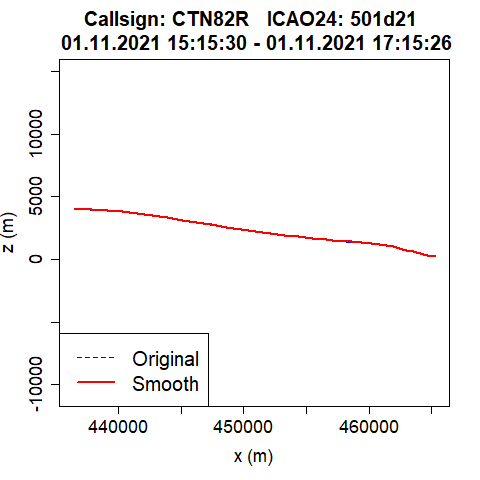 Callsign: CTN82R ICAO24: 501d21
01.11.2021 15:15:30 - 01.11.2021 17:15:26
z (m)
10000
5000
0
-10000
Original
Smooth
440000 450000 460000
x (m)